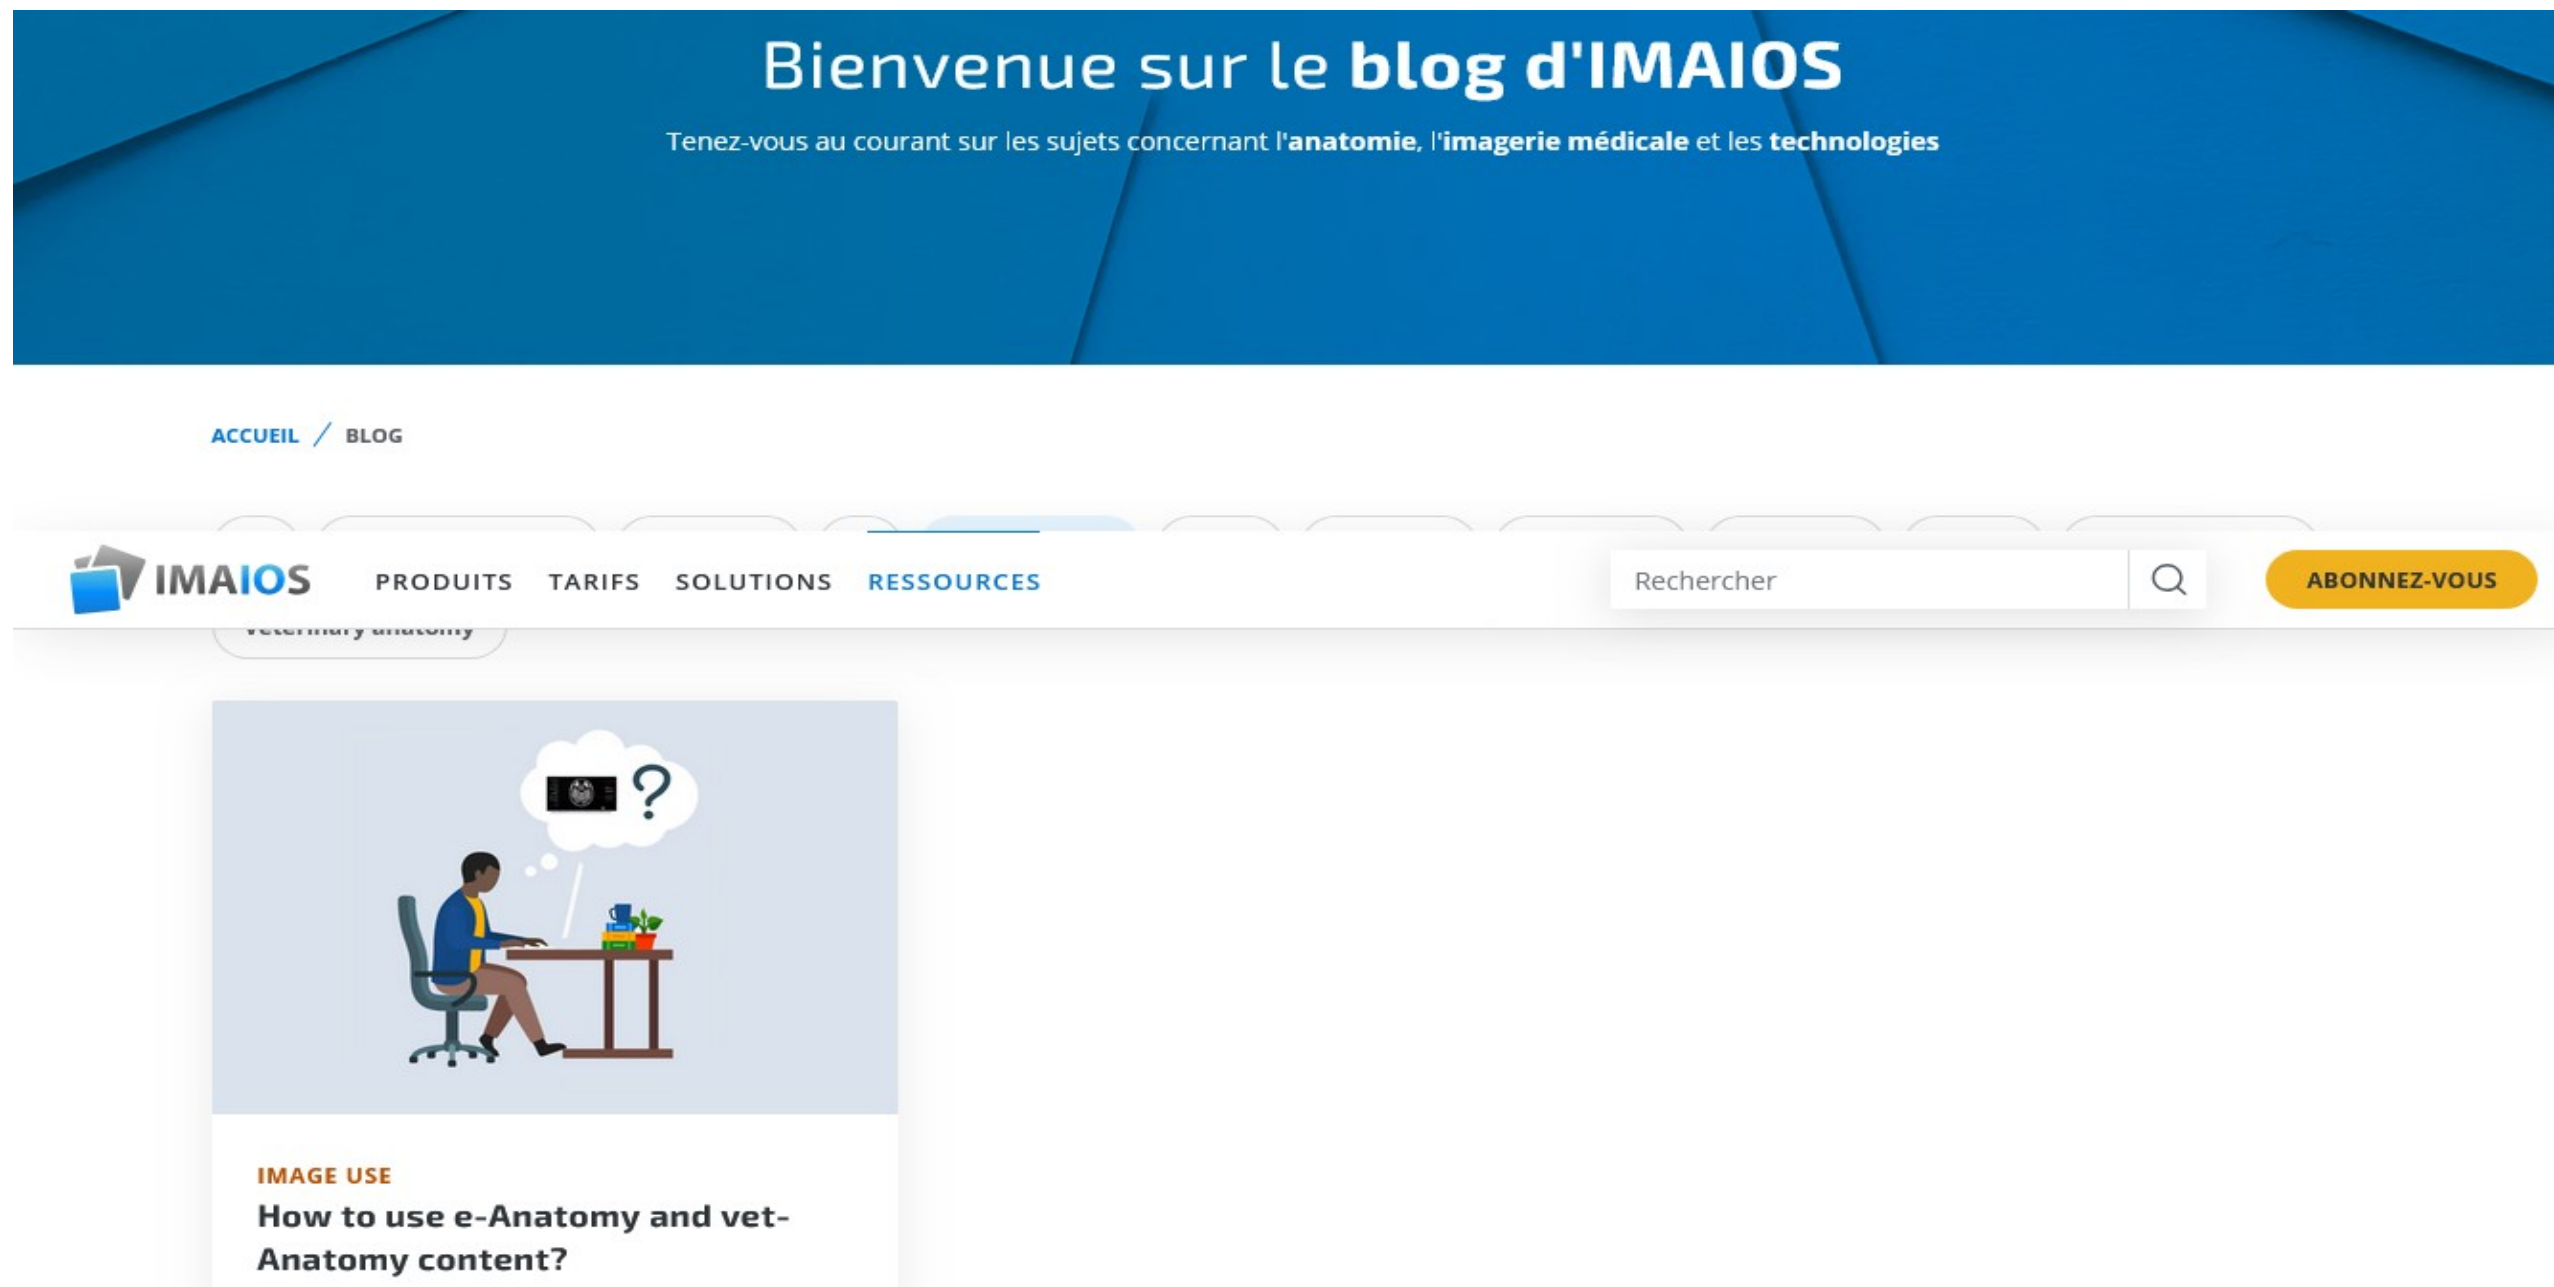 Bienvenue sur le blog d'IMAIOS
Tenez-vous au courant sur les sujets concernant l'anatomie, l'imagerie médicale et les technologies
ACCUEIL / BLOG
IMAIOS PRODUITS TARIFS SOLUTIONS RESSOURCES Rechercher ABONNEZ-VOUS
veterinary anatomy
IMAGE USE
How to use e-Anatomy and vet-
Anatomy content?